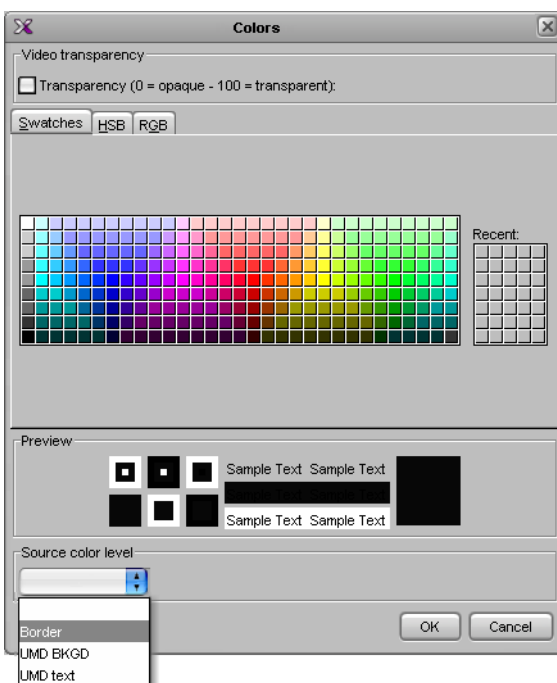 Colors
Video transparency
Transparency (0 = opaque - 100 = transparent):
Swatches HSB RGB
Recent:
Preview
Sample Text Sample Text
Sample Text Sample Text
Sample Text Sample Text
Source color level
Border
UMD BKGD
UMD text
OK Cancel